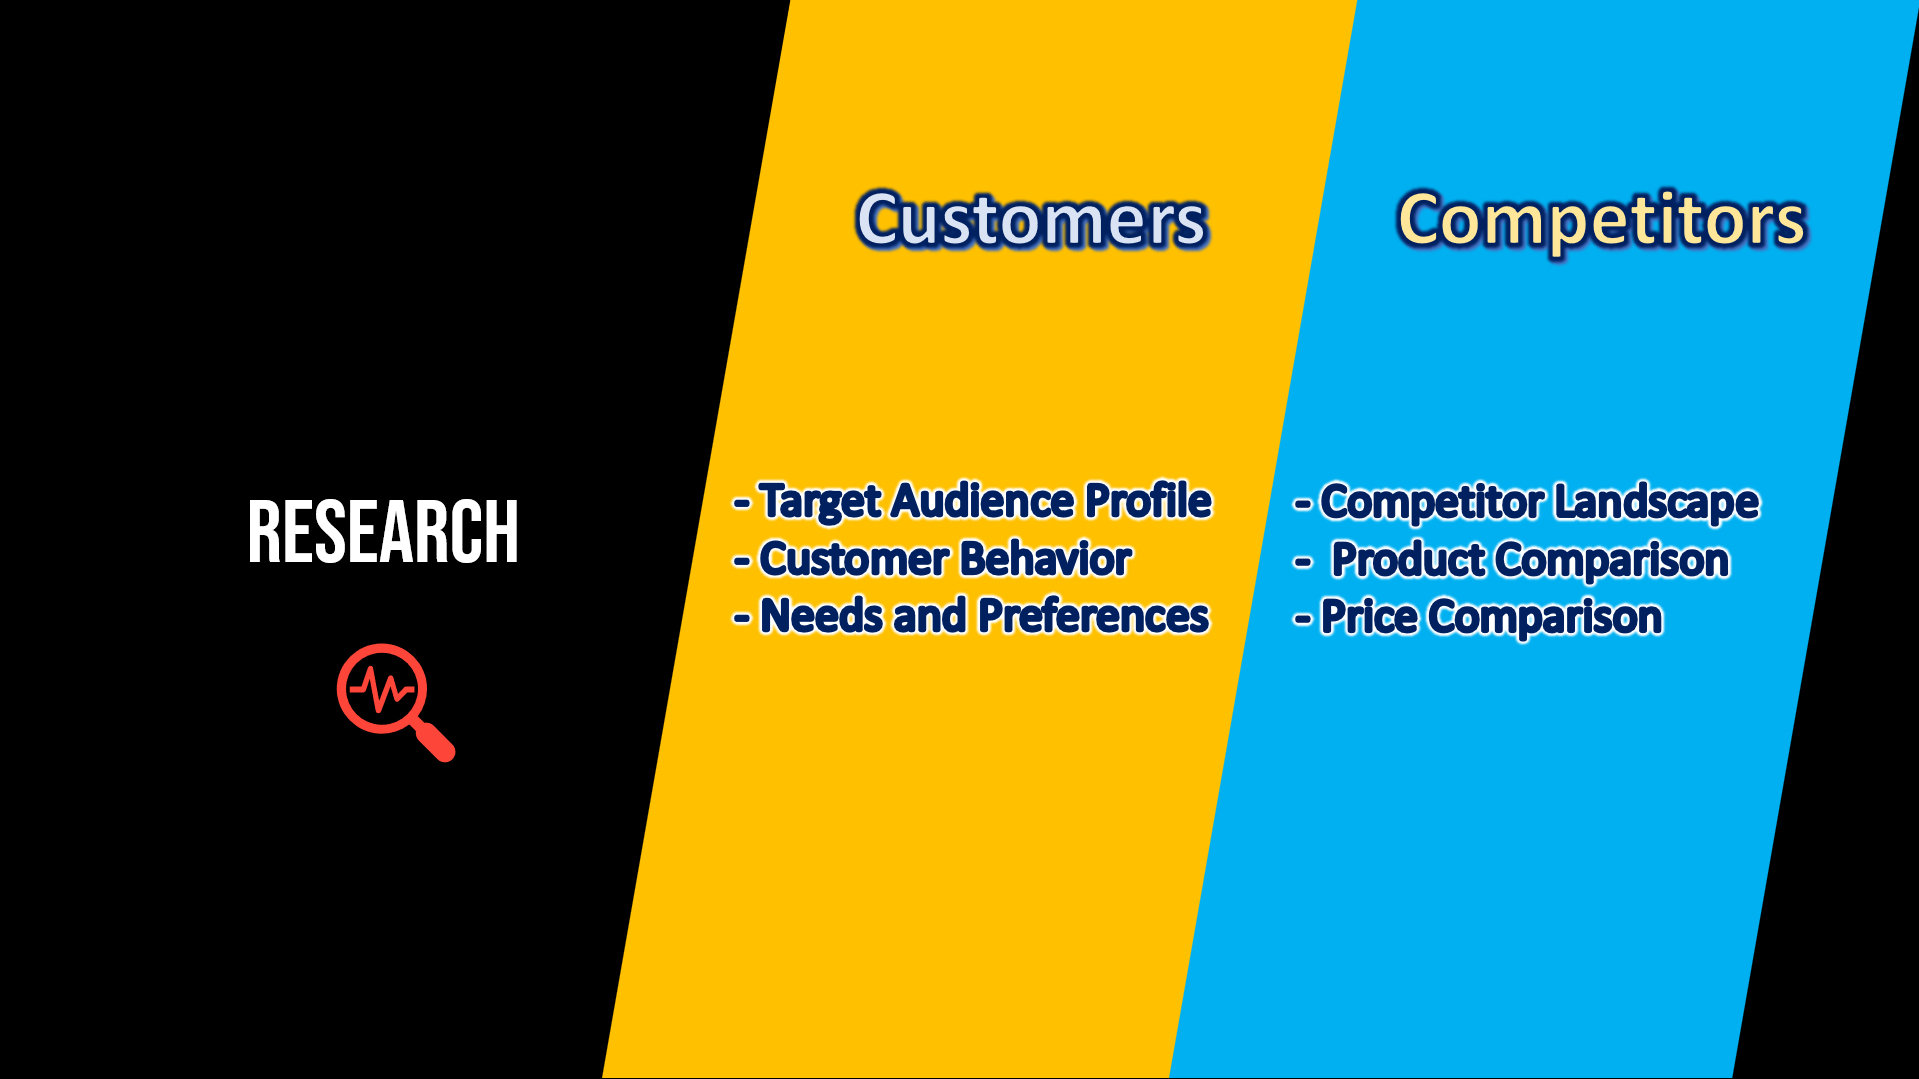 RESEARCH
Customers
- Target Audience Profile
- Customer Behavior
- Needs and Preferences
Competitors
- Competitor Landscape
-  Product Comparison
- Price Comparison